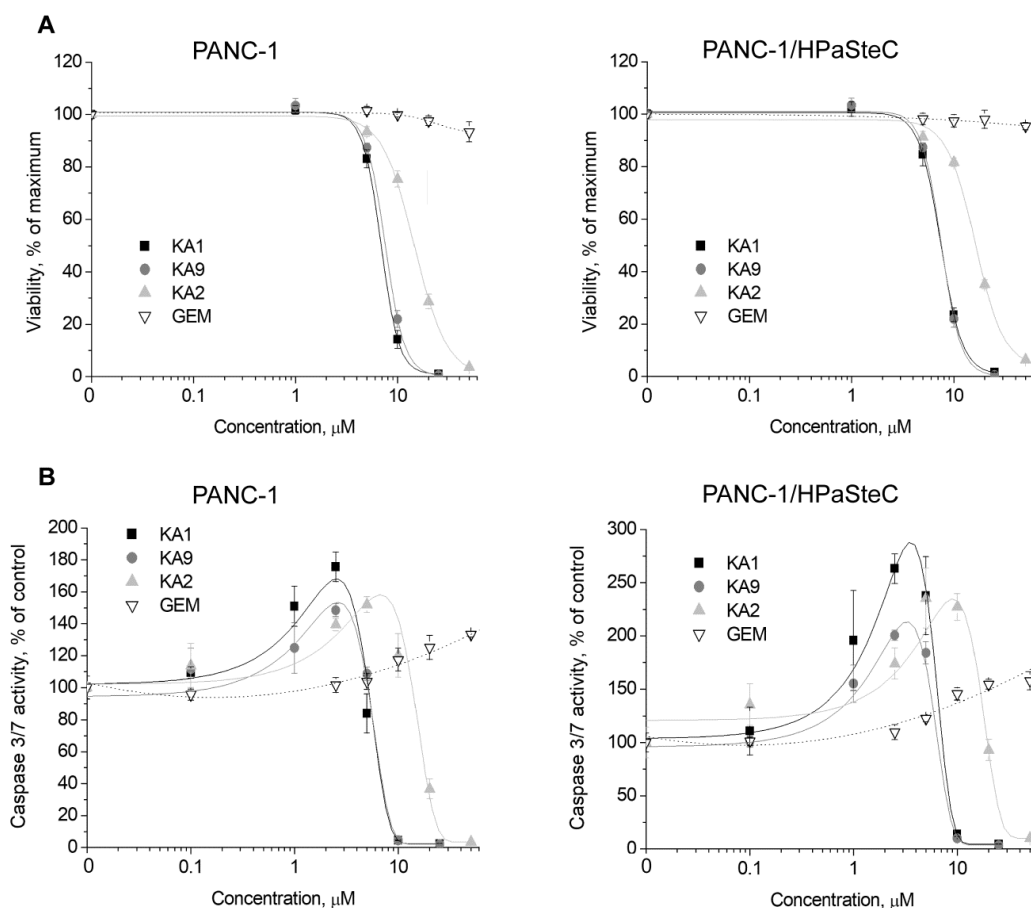 A
PANC-1
PANC-1/HPaSteC
120
100
80
60
40
20
0
Viability, % of maximum
KA1
KA9
KA2
GEM
0 0.1 1 10
Concentration, μM
120
100
80
60
40
20
0
Viability, % of maximum
KA1
KA9
KA2
GEM
0 0.1 1 10
Concentration, μM
B
PANC-1
PANC-1/HPaSteC
200
180
160
140
120
100
80
60
40
20
0
Caspase 3/7 activity, % of control
KA1
KA9
KA2
GEM
0 0.1 1 10
Concentration, μM
300
250
200
150
100
50
0
Caspase 3/7 activity, % of control
KA1
KA9
KA2
GEM
0 0.1 1 10
Concentration, μM